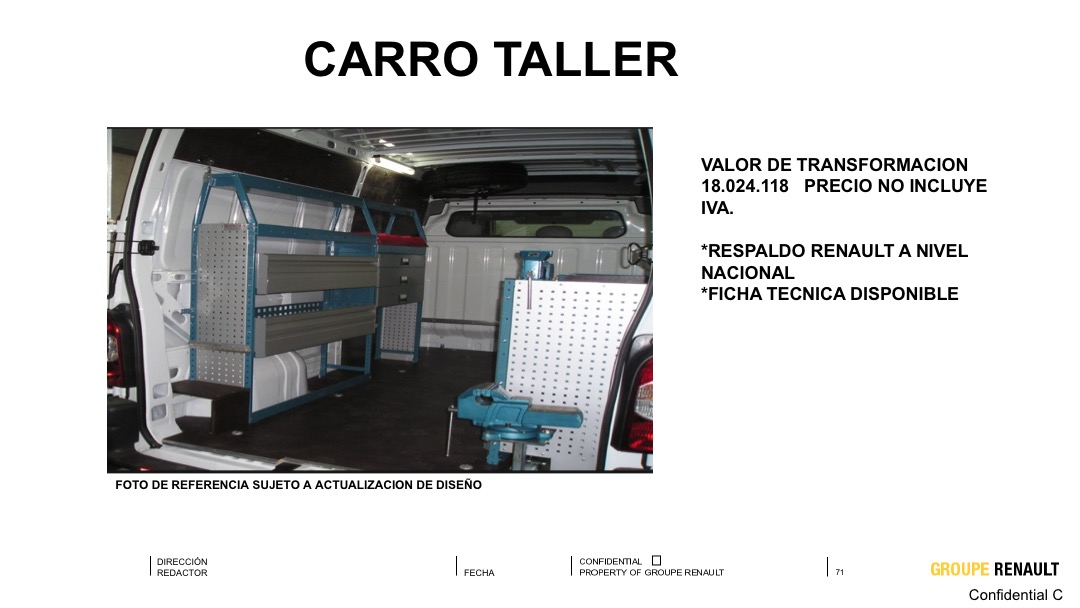 CARRO TALLER
VALOR DE TRANSFORMACION
18.024.118 PRECIO NO INCLUYE
IVA.
*RESPALDO RENAULT A NIVEL
NACIONAL
*FICHA TECNICA DISPONIBLE
FOTO DE REFERENCIA SUJETO A ACTUALIZACION DE DISEÑO
DIRECCIÓN
REDACTOR
FECHA
CONFIDENTIAL
PROPERTY OF GROUPE RENAULT
71
GROUPE RENAULT
Confidential C